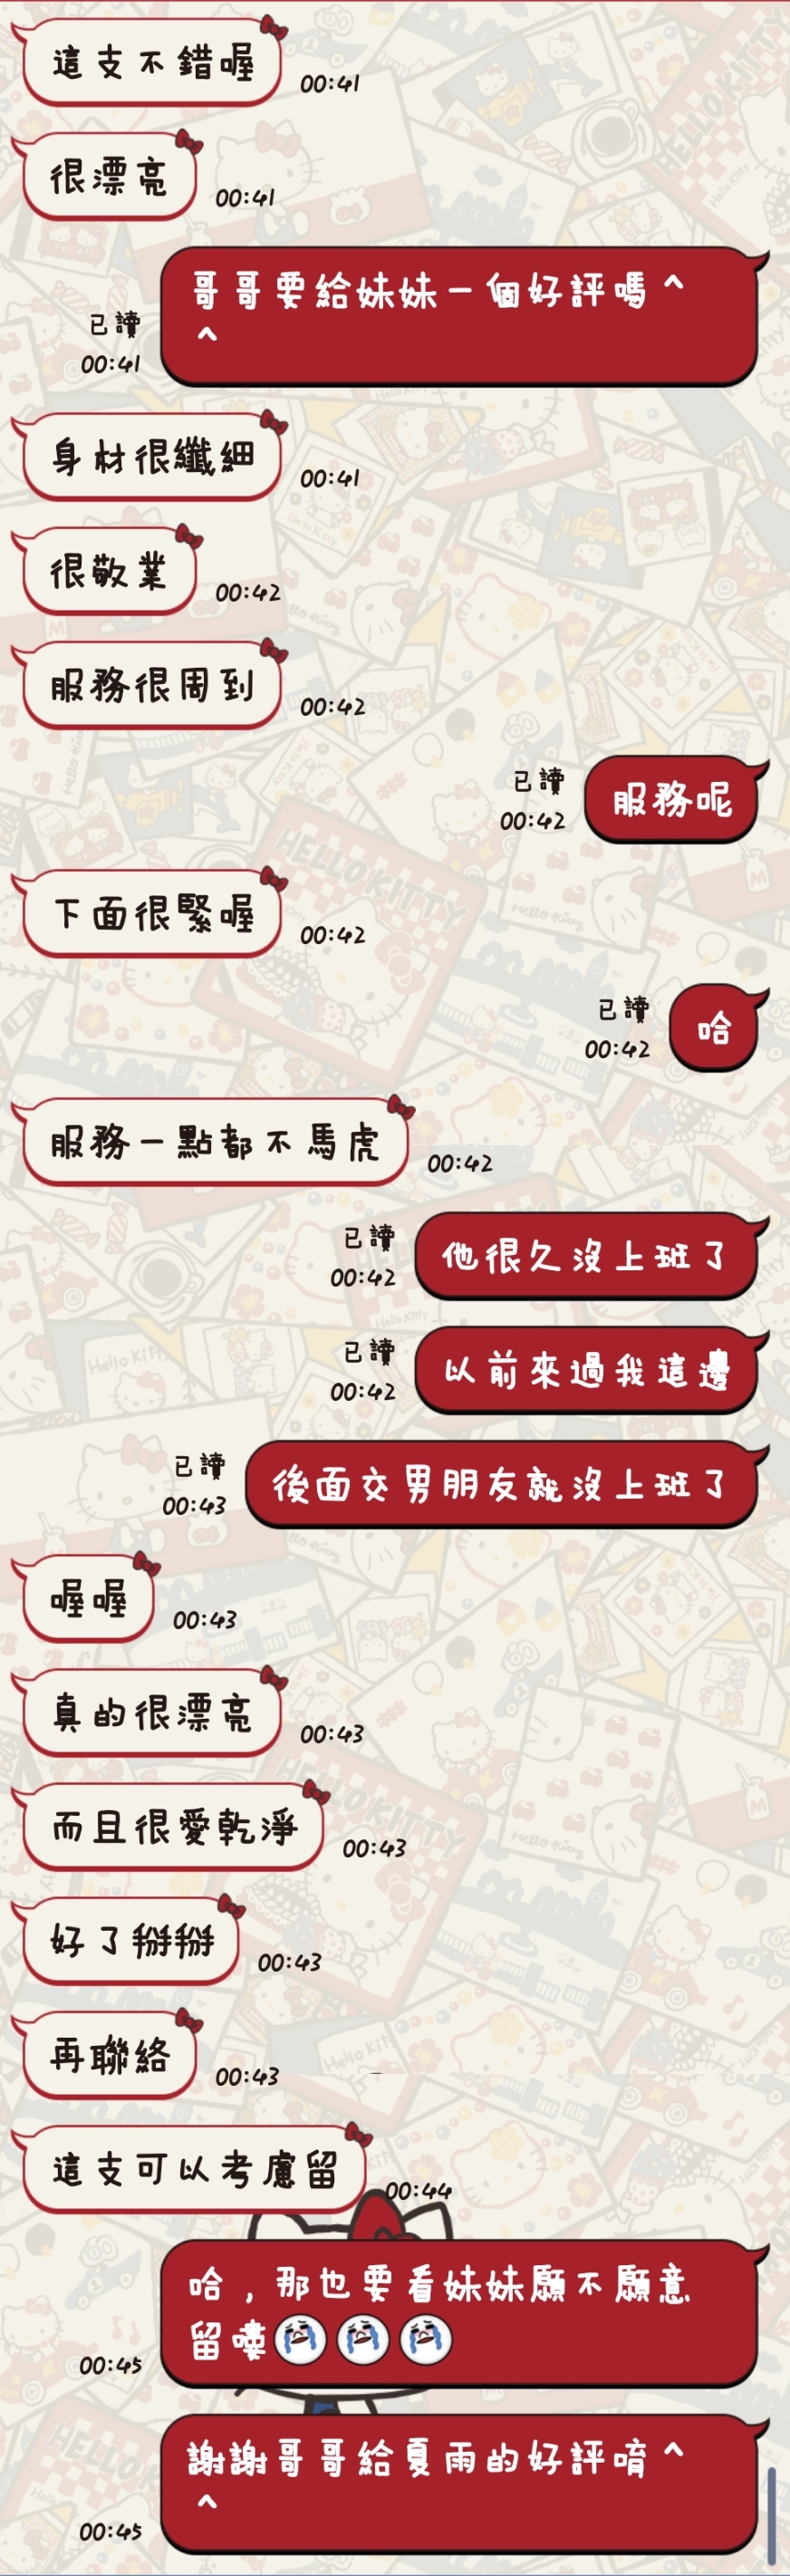 這支不錯喔
00:41
很漂亮
00:41
哥哥要給妹妹一個好評嗎^
^
已讀
00:41
身材很纖細
00:41
很敬業
00:42
服務很周到
00:42
服務呢
已讀
00:42
下面很緊喔
00:42
哈
已讀
00:42
服務一點都不馬虎
00:42
他很久沒上班了
已讀
00:42
以前來過我這邊
已讀
00:42
後面交男朋友就沒上班了
已讀
00:43
喔喔
00:43
真的很漂亮
00:43
而且很愛乾淨
00:43
好了掰掰
00:43
再聯絡
00:43
這支可以考慮留
00:44
哈，那也要看妹妹願不願意
留嘍😭😭😭
00:45
謝謝哥哥給夏雨的好評唷^
^
00:45